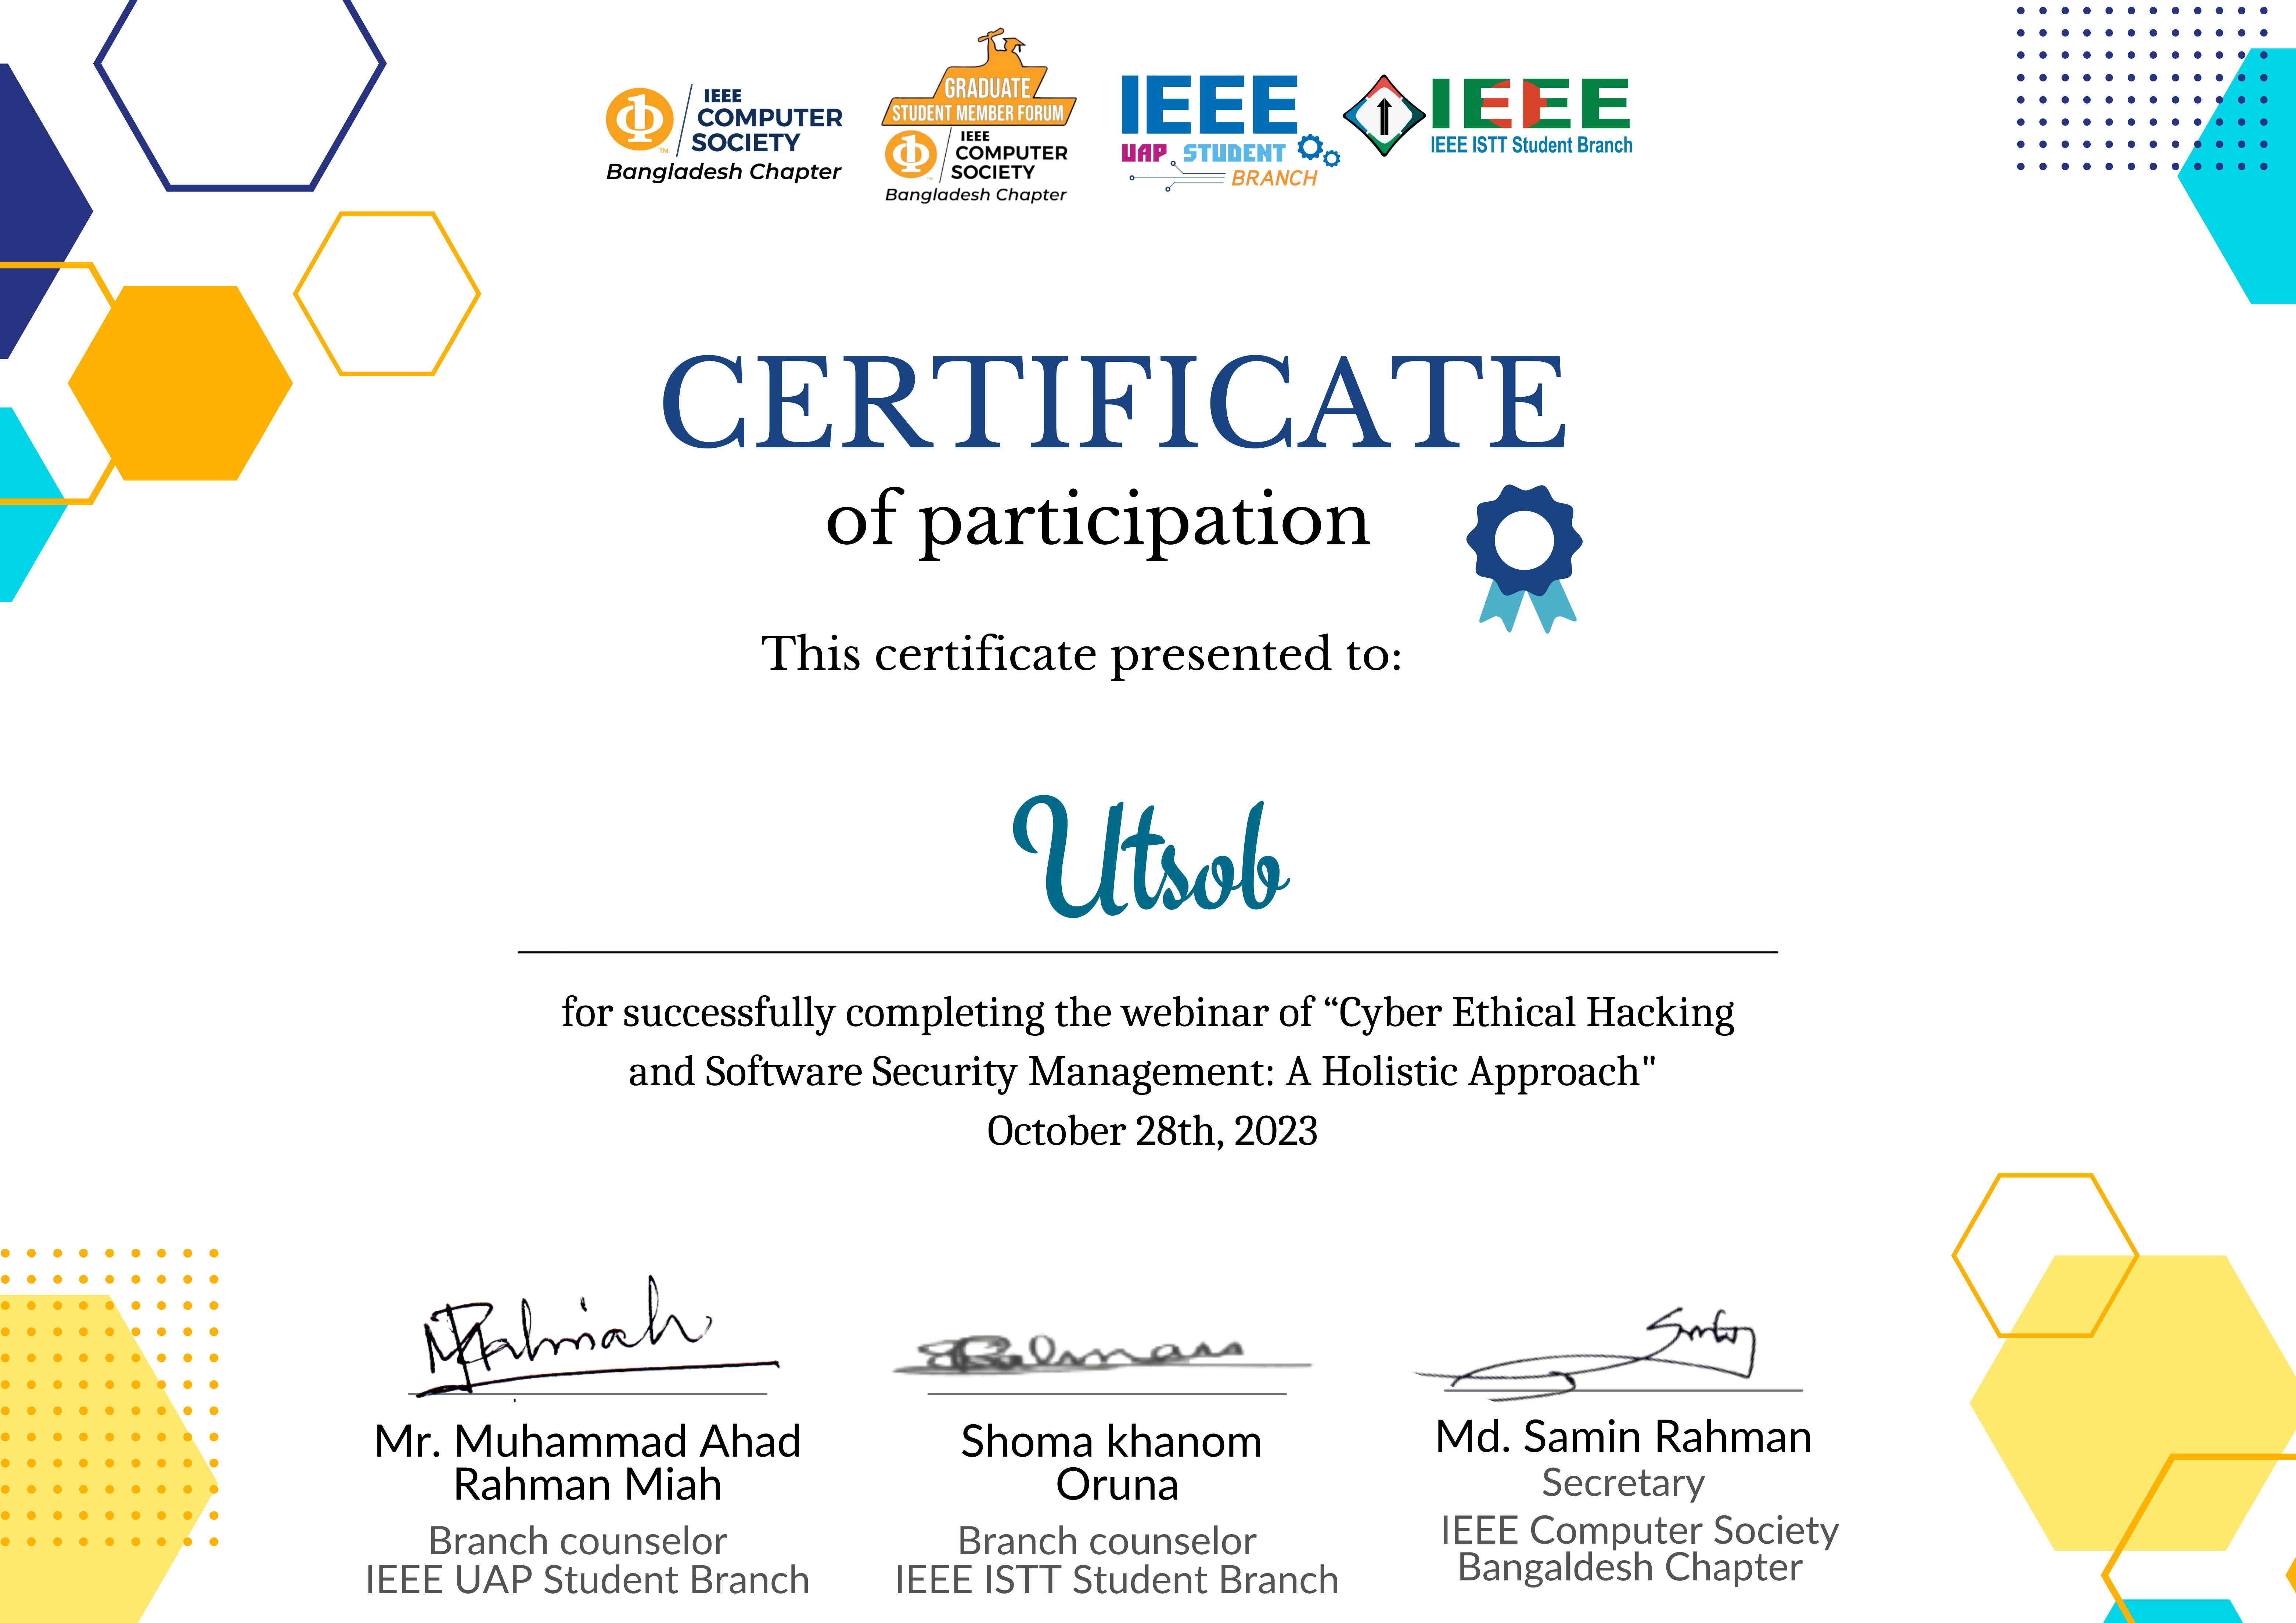 IEEE
COMPUTER
SOCIETY
Bangladesh Chapter
GRADUATE
STUDENT MEMBER FORUM
IEEE
COMPUTER
SOCIETY
Bangladesh Chapter
IEEE
UAP STUDENT
BRANCH
IEEE
IEEE ISTT Student Branch
CERTIFICATE
of participation
This certificate presented to:
Utsob
for successfully completing the webinar of “Cyber Ethical Hacking
and Software Security Management: A Holistic Approach"
October 28th, 2023
Mr. Muhammad Ahad
Rahman Miah
Branch counselor
IEEE UAP Student Branch
Shoma khanom
Oruna
Branch counselor
IEEE ISTT Student Branch
Md. Samin Rahman
Secretary
IEEE Computer Society
Bangaldesh Chapter